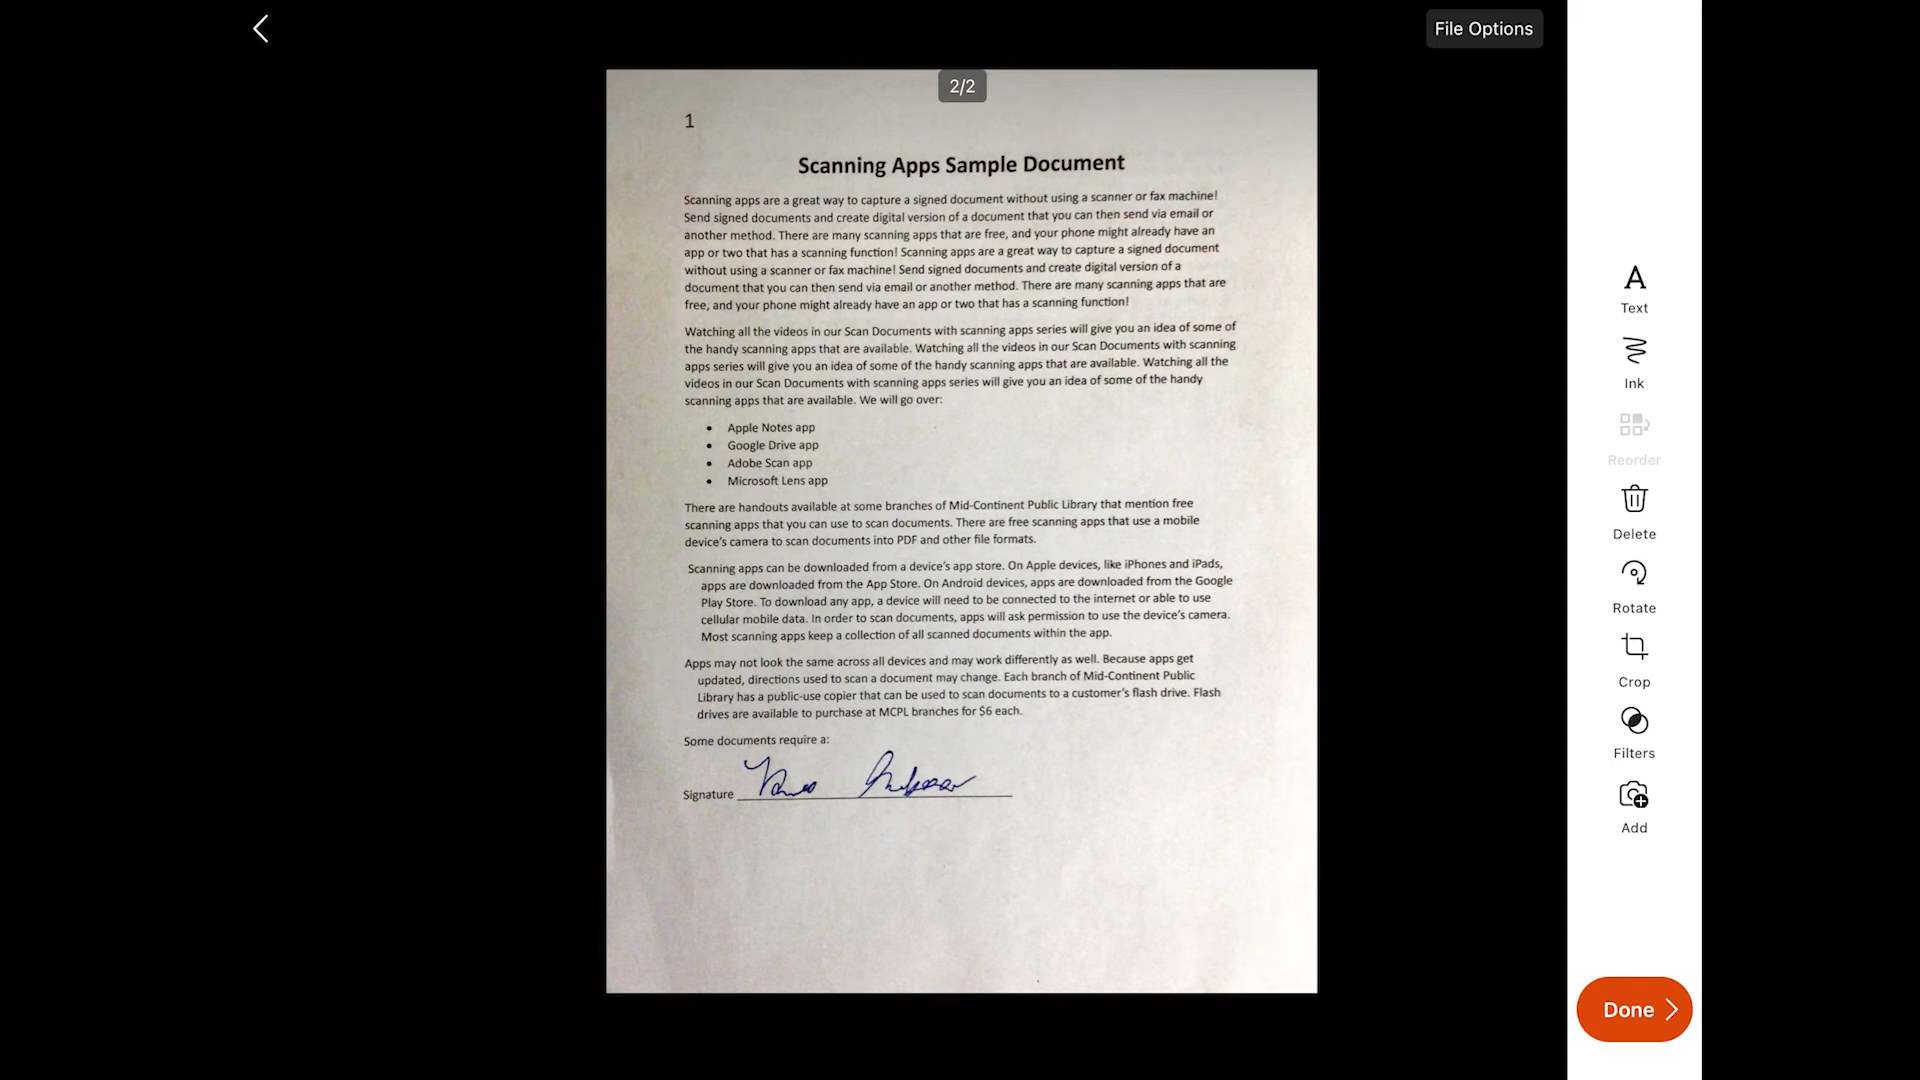 File Options
2/2
1
Scanning Apps Sample Document
Scanning apps are a great way to capture a signed document without using a scanner or fax machine!
Send signed documents and create digital version of a document that you can then send via email or
another method. There are many scanning apps that are free, and your phone might already have an
app or two that has a scanning function! Scanning apps are a great way to capture a signed document
without using a scanner or fax machine! Send signed documents and create digital version of a
document that you can then send via email or another method. There are many scanning apps that are
free, and your phone might already have an app or two that has a scanning function!
Watching all the videos in our Scan Documents with scanning apps series will give you an idea of some of
the handy scanning apps that are available. Watching all the videos in our Scan Documents with scanning
apps series will give you an idea of some of the handy scanning apps that are available. Watching all the
videos in our Scan Documents with scanning apps series will give you an idea of some of the handy
scanning apps that are available. We will go over:
• Apple Notes app
• Google Drive app
• Adobe Scan app
• Microsoft Lens app
There are handouts available at some branches of Mid-Continent Public Library that mention free
scanning apps that you can use to scan documents. There are free scanning apps that use a mobile
device's camera to scan documents into PDF and other file formats.
Scanning apps can be downloaded from a device's app store. On Apple devices, like iPhones and iPads,
apps are downloaded from the App Store. On Android devices, apps are downloaded from the Google
Play Store. To download any app, a device will need to be connected to the internet or able to use
cellular mobile data. In order to scan documents, apps will ask permission to use the device's camera.
Most scanning apps keep a collection of all scanned documents within the app.
Apps may not look the same across all devices and may work differently as well. Because apps get
updated, directions used to scan a document may change. Each branch of Mid-Continent Public
Library has a public-use copier that can be used to scan documents to a customer's flash drive. Flash
drives are available to purchase at MCPL branches for $6 each.
Some documents require a:
Signature
Text
Ink
Reorder
Delete
Rotate
Crop
Filters
Add
Done